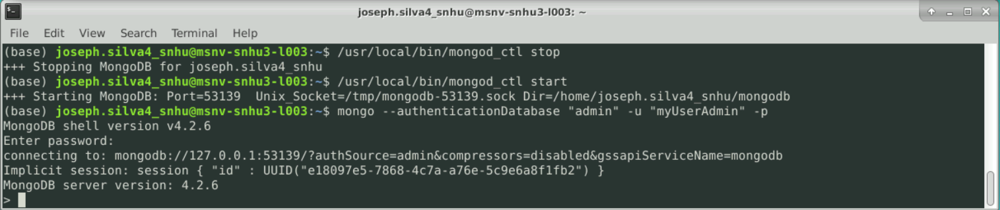 joseph.silva4_snhu@msnv-snhu3-l003: ~
File Edit View Search Terminal Help
(base) joseph.silva4_snhu@msnv-snhu3-l003:~$ /usr/local/bin/mongod_ctl stop
+++ Stopping MongoDB for joseph.silva4_snhu
(base) joseph.silva4_snhu@msnv-snhu3-l003:~$ /usr/local/bin/mongod_ctl start
+++ Starting MongoDB: Port=53139  Unix_Socket=/tmp/mongodb-53139.sock Dir=/home/joseph.silva4_snhu/mongodb
(base) joseph.silva4_snhu@msnv-snhu3-l003:~$ mongo --authenticationDatabase "admin" -u "myUserAdmin" -p
MongoDB shell version v4.2.6
Enter password:
connecting to: mongodb://127.0.0.1:53139/?authSource=admin&compressors=disabled&gssapiServiceName=mongodb
Implicit session: session { "id" : UUID("e18097e5-7868-4c7a-a76e-5c9e6a8f1fb2") }
MongoDB server version: 4.2.6
>